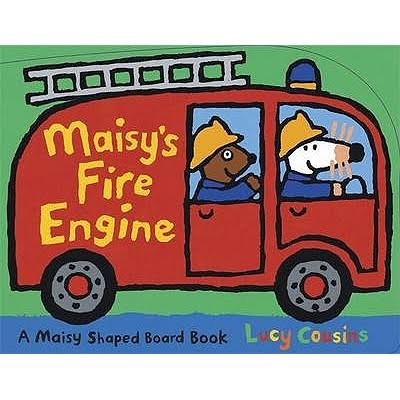 Maisy's
Fire
Engine
A Maisy Shaped Board Book Lucy Cousins